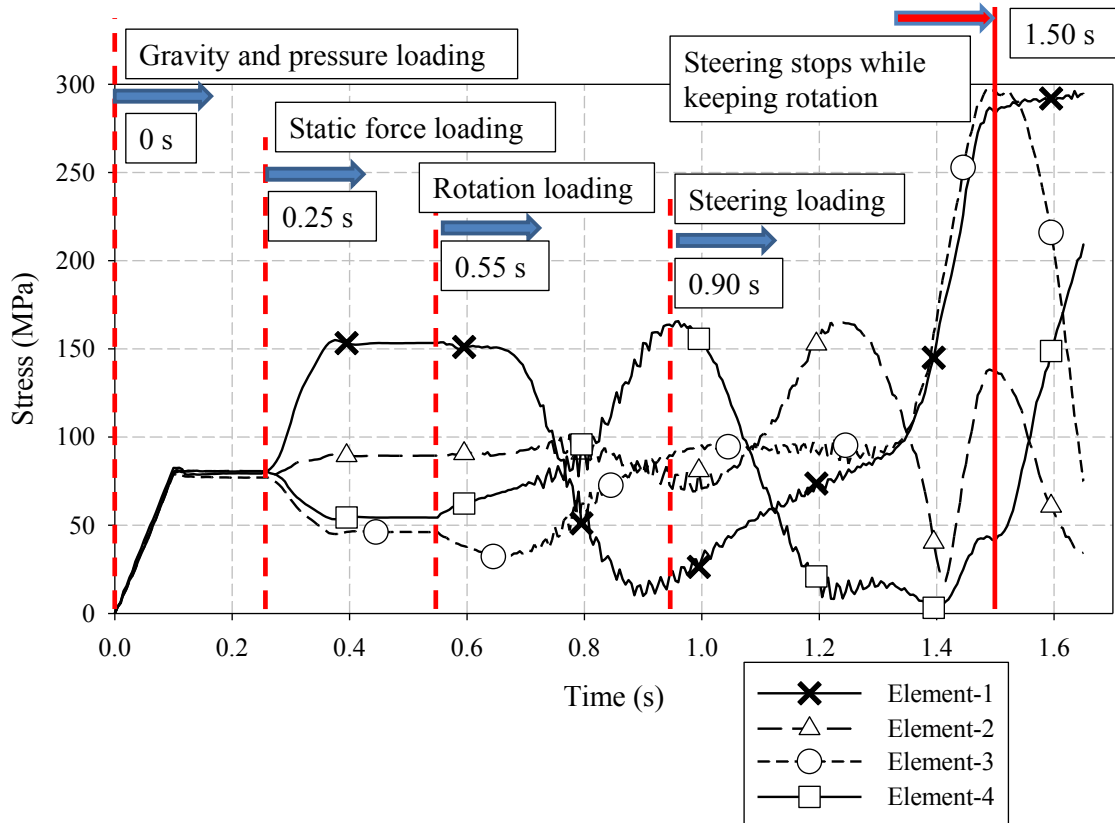 Gravity and pressure loading
0 s
Static force loading
0.25 s
Rotation loading
0.55 s
Steering loading
0.90 s
Steering stops while
keeping rotation
1.50 s
Stress (MPa)
300
250
200
150
100
50
0
0.0 0.2 0.4 0.6 0.8 1.0 1.2 1.4 1.6
Time (s)
Element-1
Element-2
Element-3
Element-4